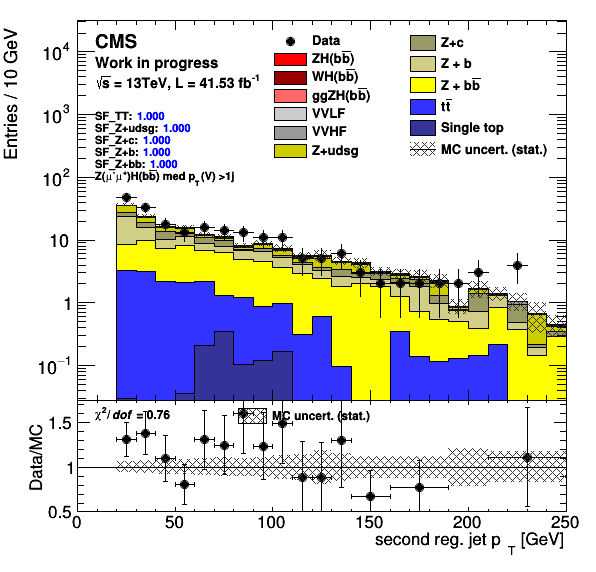 CMS
Work in progress
√s = 13TeV, L = 41.53 fb⁻¹
SF_TT: 1.000
SF_Z+udsg: 1.000
SF_Z+c: 1.000
SF_Z+b: 1.000
SF_Z+bb: 1.000
Z(μ⁻μ⁺)H(bb̅) med p_T(V) >1j
Data
ZH(bb̅)
WH(bb̅)
ggZH(bb̅)
VVLF
VVHF
Z+udsg
Z+c
Z + b
Z + bb̅
tt̅
Single top
MC uncert. (stat.)
Entries / 10 GeV
10⁴
10³
10²
10
1
10⁻¹
χ²/dof = 0.76
MC uncert. (stat.)
Data/MC
1.5
1
0.5
0
50
100
150
200
250
second reg. jet p_T [GeV]